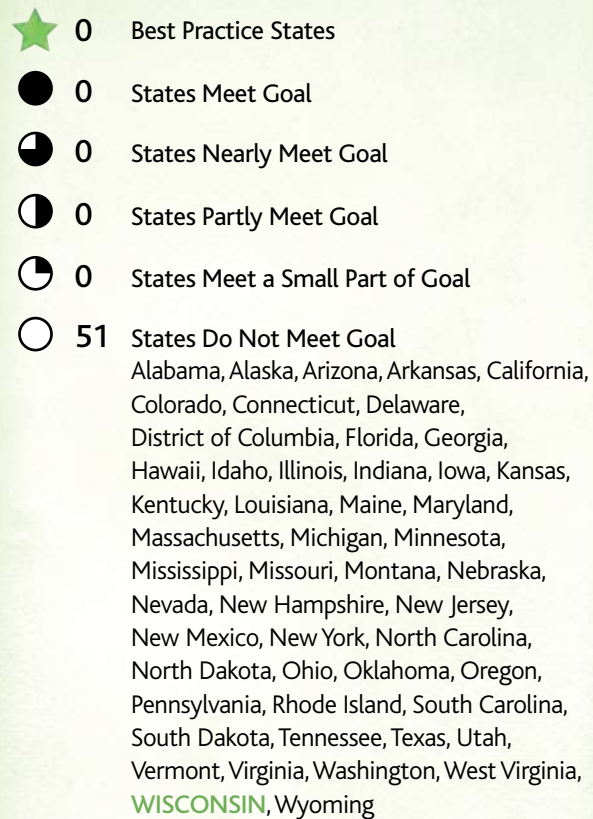 0 Best Practice States
0 States Meet Goal
0 States Nearly Meet Goal
0 States Partly Meet Goal
0 States Meet a Small Part of Goal
51 States Do Not Meet Goal
Alabama, Alaska, Arizona, Arkansas, California,
Colorado, Connecticut, Delaware,
District of Columbia, Florida, Georgia,
Hawaii, Idaho, Illinois, Indiana, Iowa, Kansas,
Kentucky, Louisiana, Maine, Maryland,
Massachusetts, Michigan, Minnesota,
Mississippi, Missouri, Montana, Nebraska,
Nevada, New Hampshire, New Jersey,
New Mexico, New York, North Carolina,
North Dakota, Ohio, Oklahoma, Oregon,
Pennsylvania, Rhode Island, South Carolina,
South Dakota, Tennessee, Texas, Utah,
Vermont, Virginia, Washington, West Virginia,
WISCONSIN, Wyoming